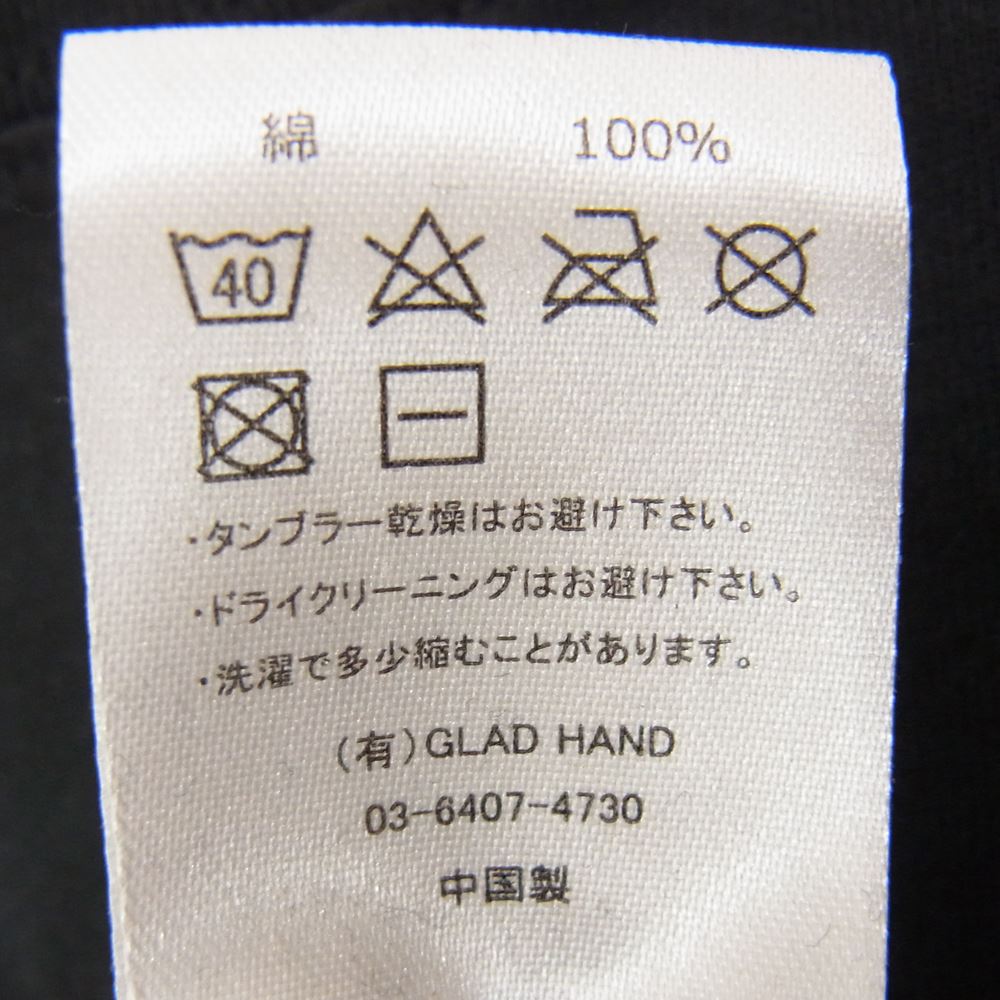 綿 100%
40
・タンブラー乾燥はお避け下さい。
・ドライクリーニングはお避け下さい。
・洗濯で多少縮むことがあります。
(有)GLAD HAND
03-6407-4730
中国製